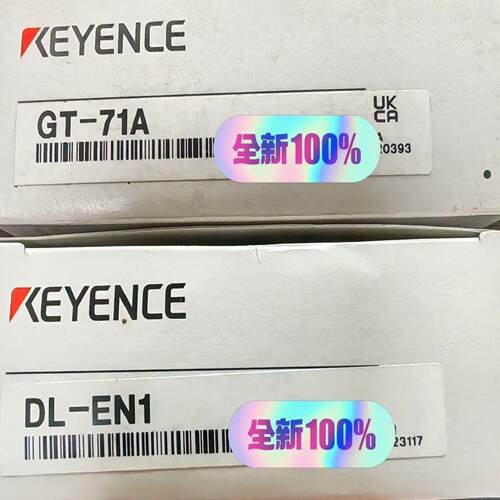 KEYENCE
GT-71A
UK
CA
全新100%
20393
KEYENCE
DL-EN1
全新100%
23117